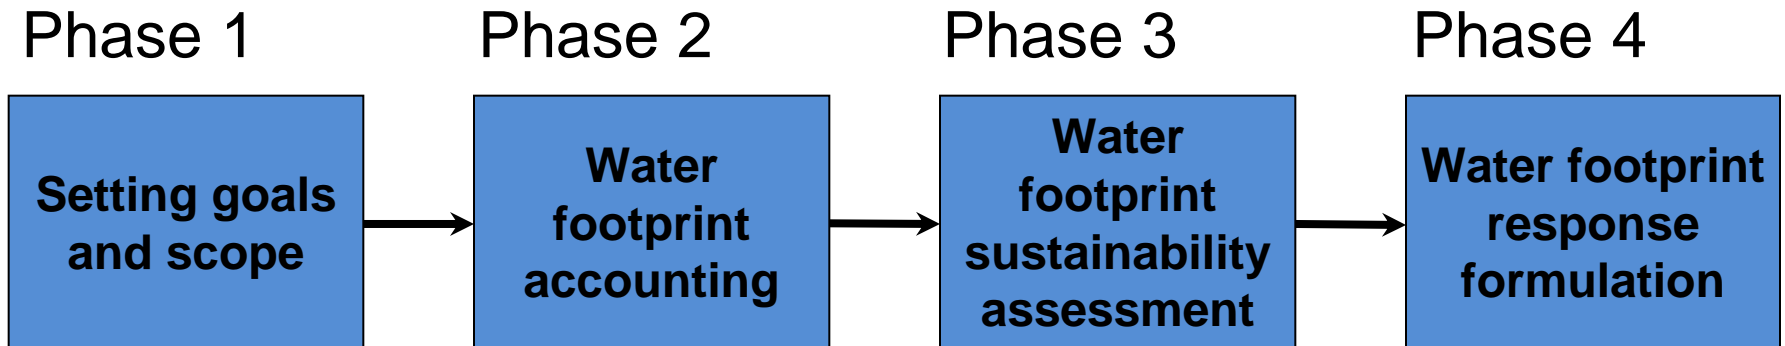 Phase 1
Phase 2
Phase 3
Phase 4
Setting goals
and scope
Water
footprint
accounting
Water
footprint
sustainability
assessment
Water footprint
response
formulation